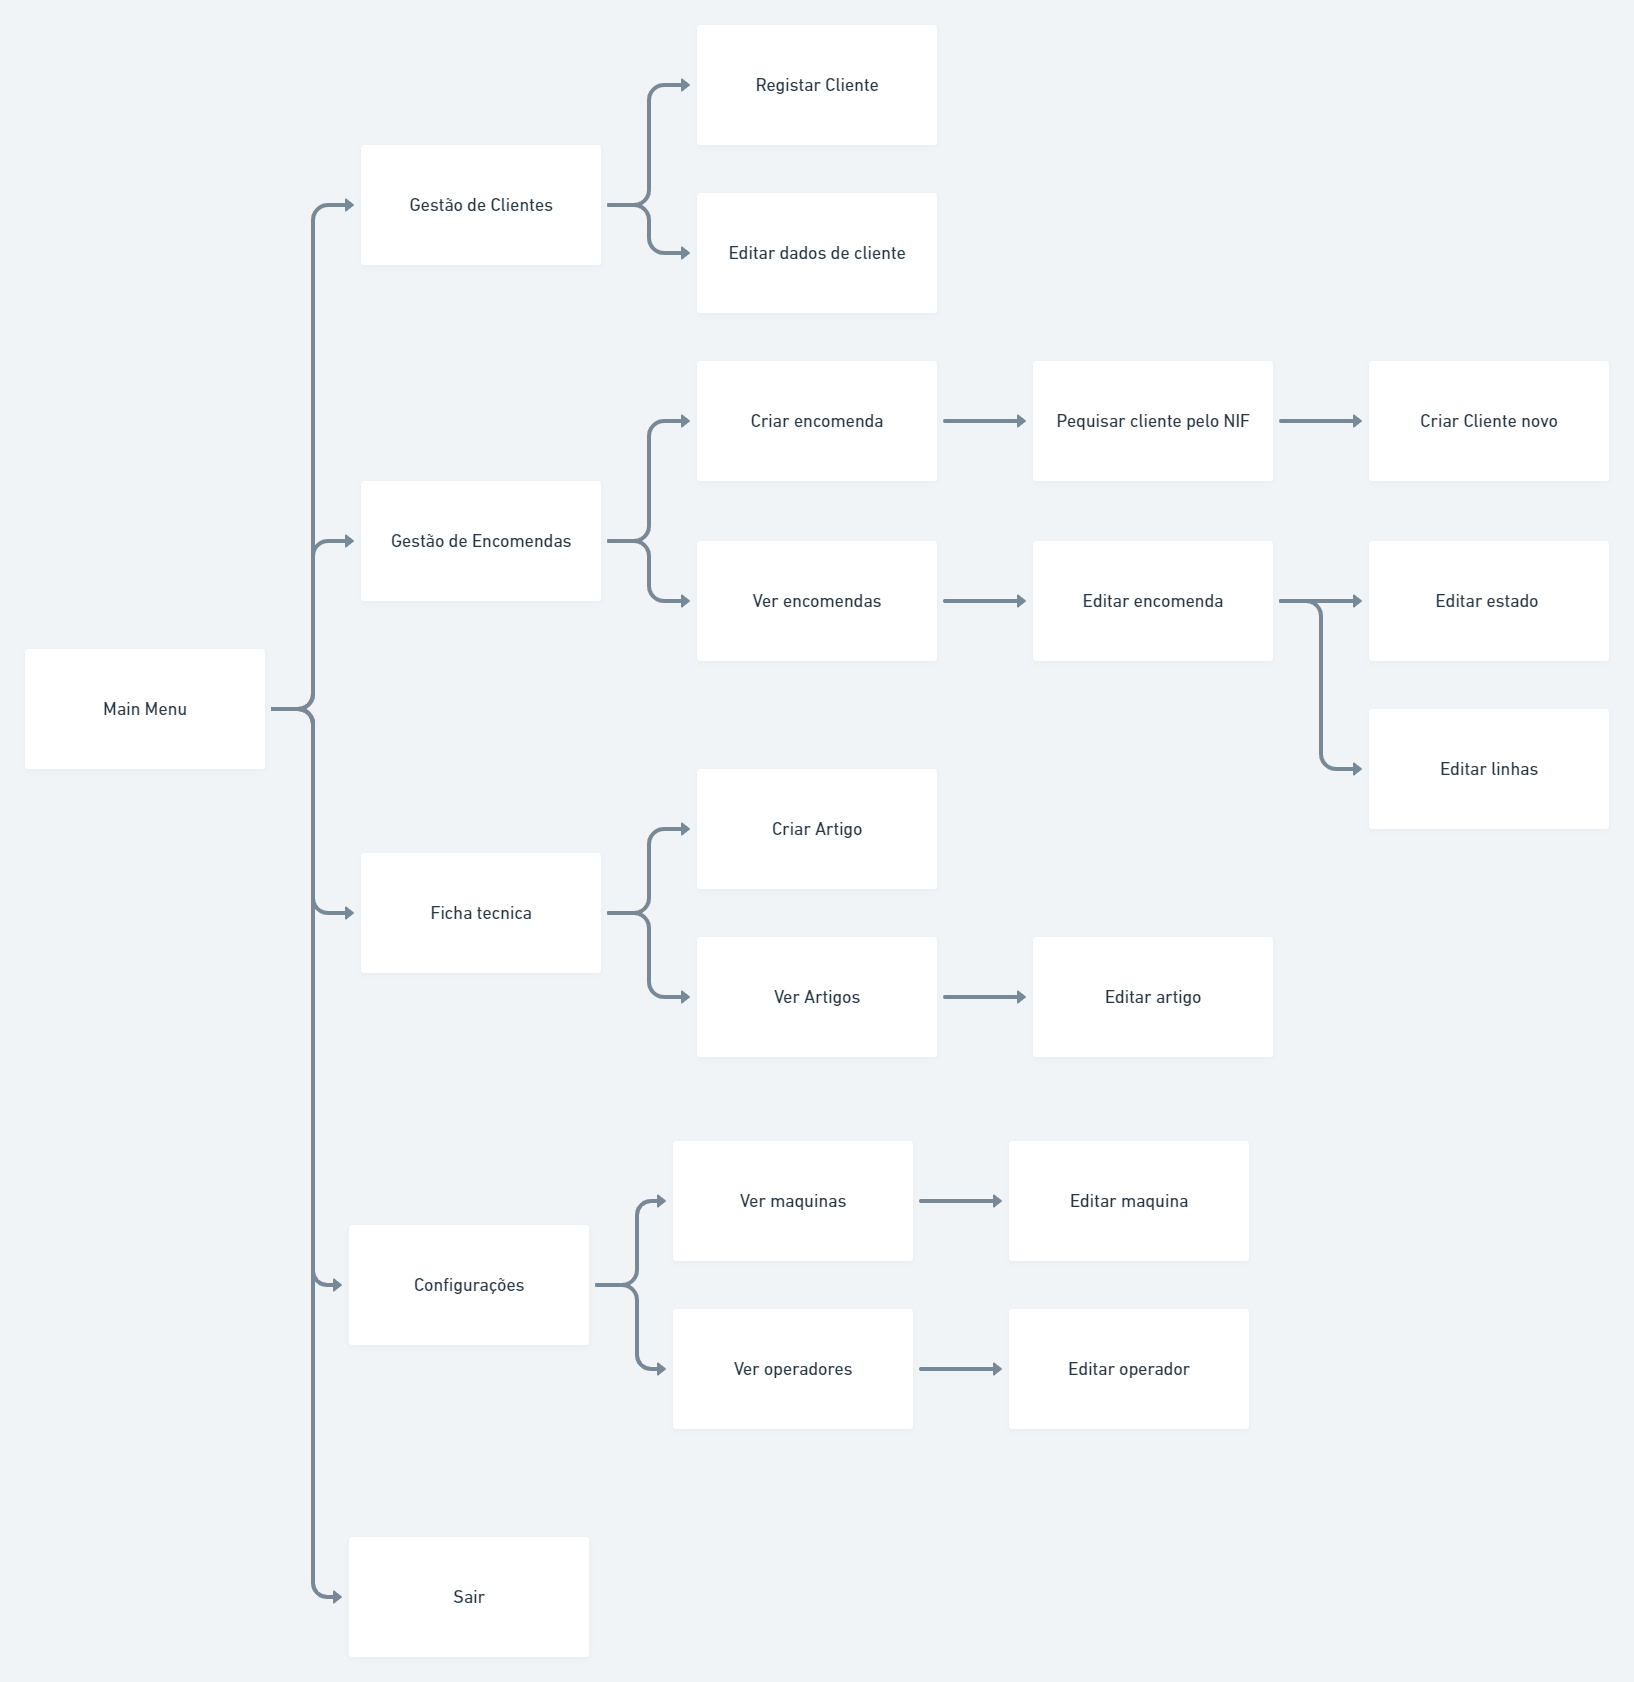 Registar Cliente
Gestão de Clientes
Editar dados de cliente
Criar encomenda
Pequisar cliente pelo NIF
Criar Cliente novo
Gestão de Encomendas
Ver encomendas
Editar encomenda
Editar estado
Main Menu
Editar linhas
Criar Artigo
Ficha tecnica
Ver Artigos
Editar artigo
Ver maquinas
Editar maquina
Configurações
Ver operadores
Editar operador
Sair